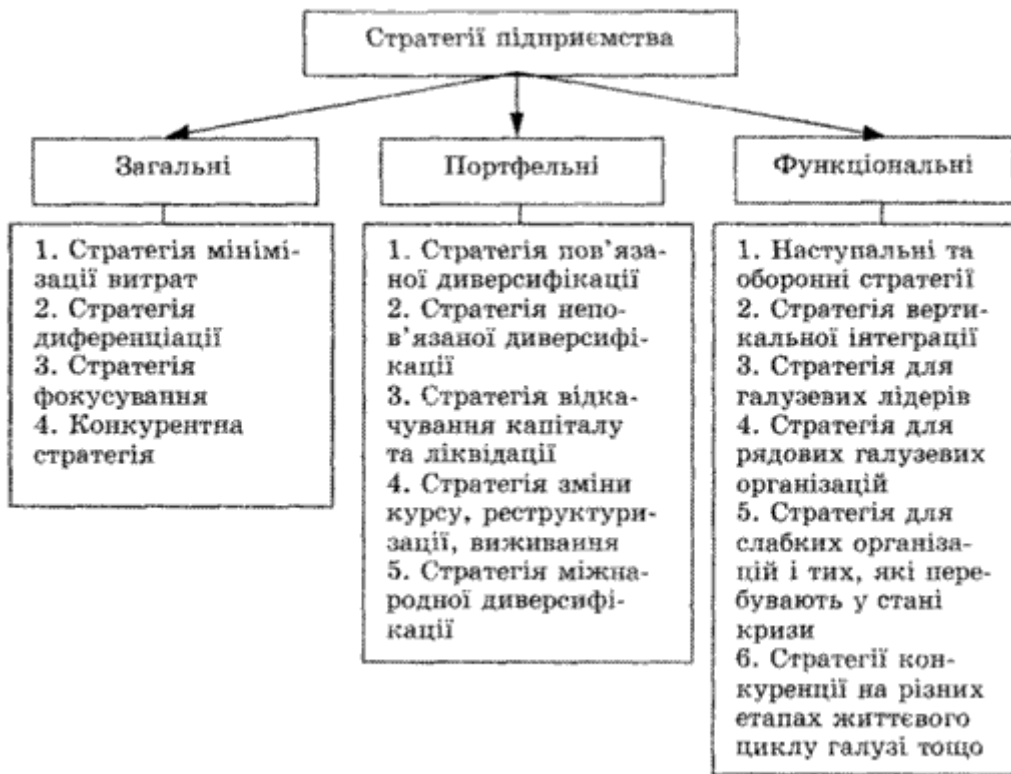 Стратегії підприємства
Загальні
Портфельні
Функціональні
1. Стратегія мінімі-
зації витрат
2. Стратегія
диференціації
3. Стратегія
фокусування
4. Конкурентна
стратегія
1. Стратегія пов’яза-
ної диверсифікації
2. Стратегія непо-
в’язаної диверсифі-
кації
3. Стратегія відка-
чування капіталу
та ліквідації
4. Стратегія зміни
курсу, реструктури-
зації, виживання
5. Стратегія міжна-
родної диверсифі-
кації
1. Наступальні та
оборонні стратегії
2. Стратегія верти-
кальної інтеграції
3. Стратегія для
галузевих лідерів
4. Стратегія для
рядових галузевих
організацій
5. Стратегія для
слабких організа-
цій і тих, які пере-
бувають у стані
кризи
6. Стратегії кон-
куренції на різних
етапах життєвого
циклу галузі тощо